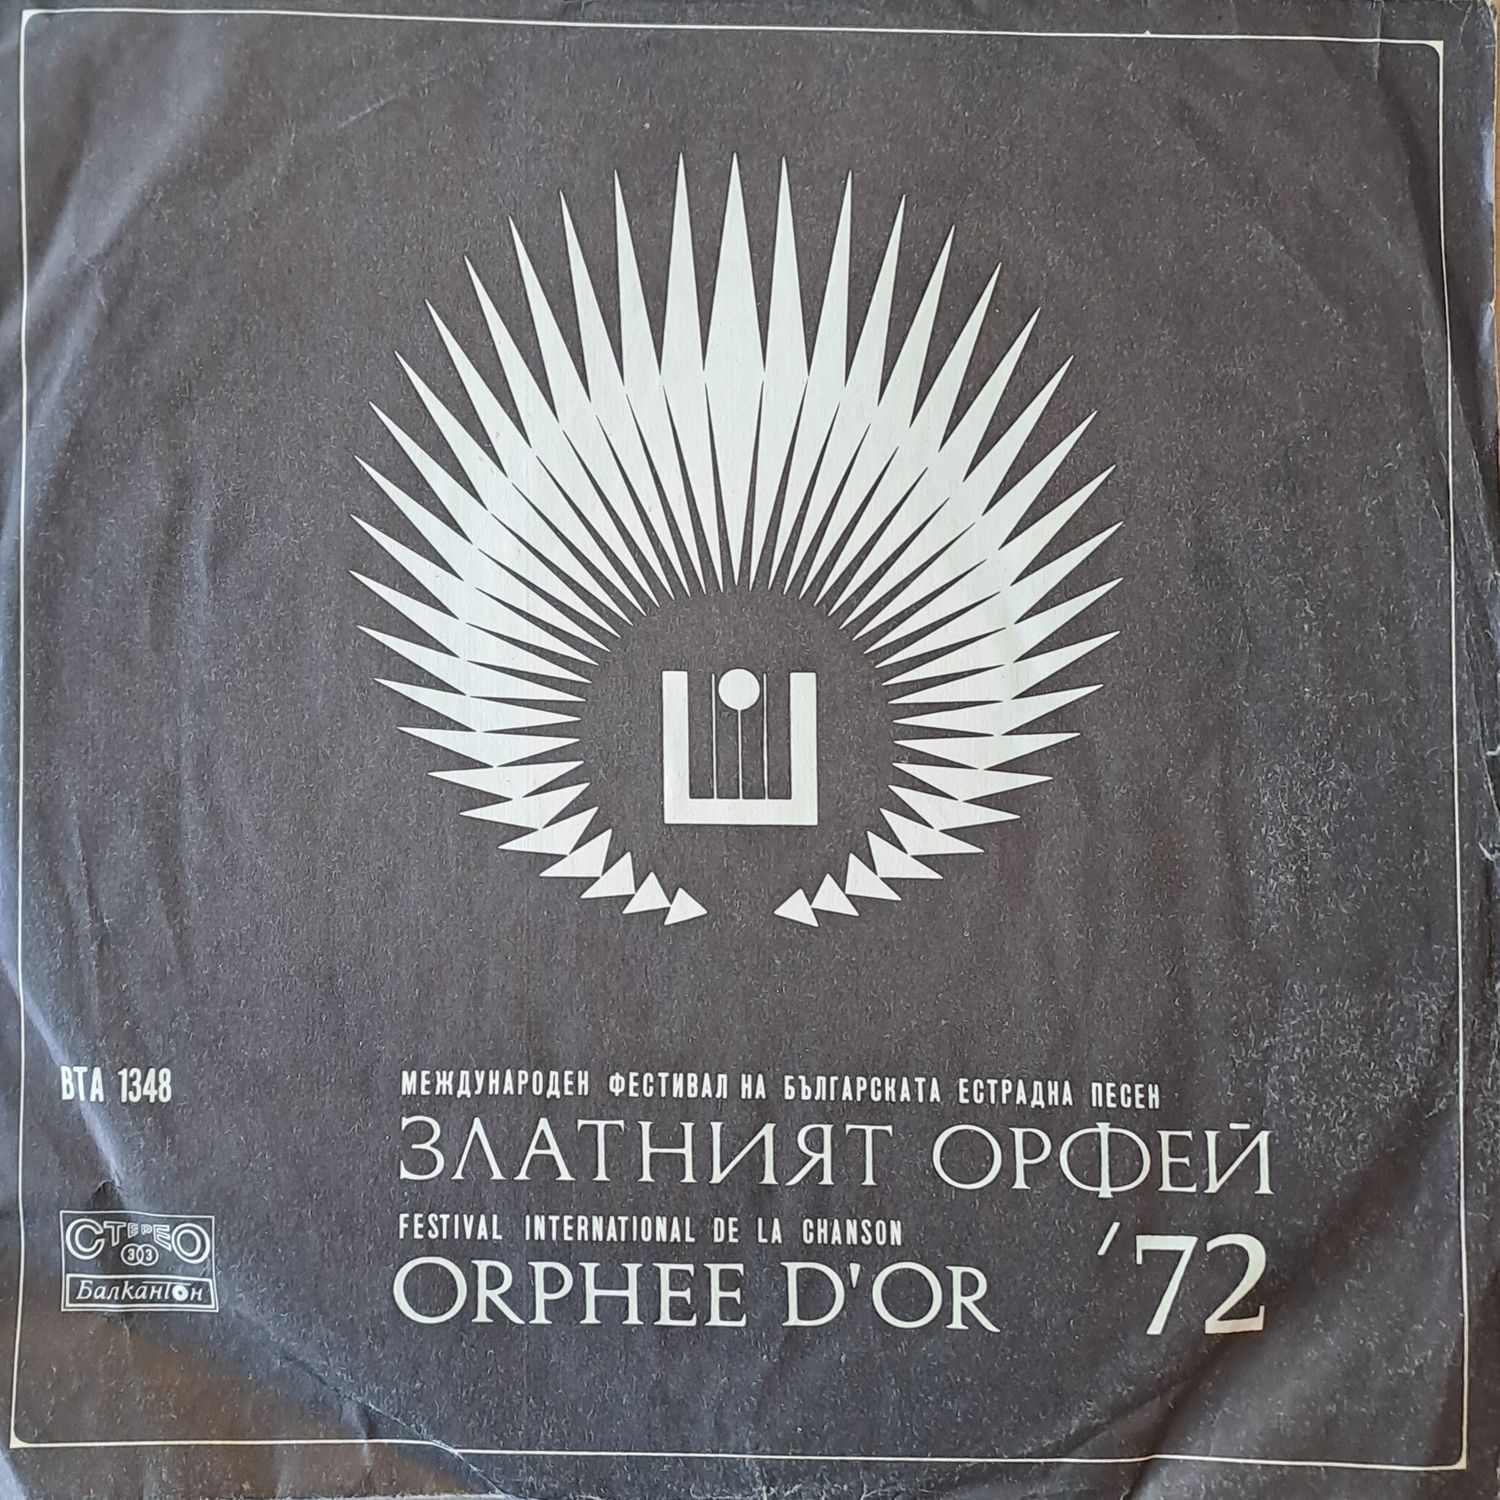 ВТА 1348
МЕЖДУНАРОДЕН ФЕСТИВАЛ НА БЪЛГАРСКАТА ЕСТРАДНА ПЕСЕН
ЗЛАТНИЯТ ОРФЕЙ
FESTIVAL INTERNATIONAL DE LA CHANSON
ORPHEE D'OR '72
СТЕРЕО
33
Балкантон